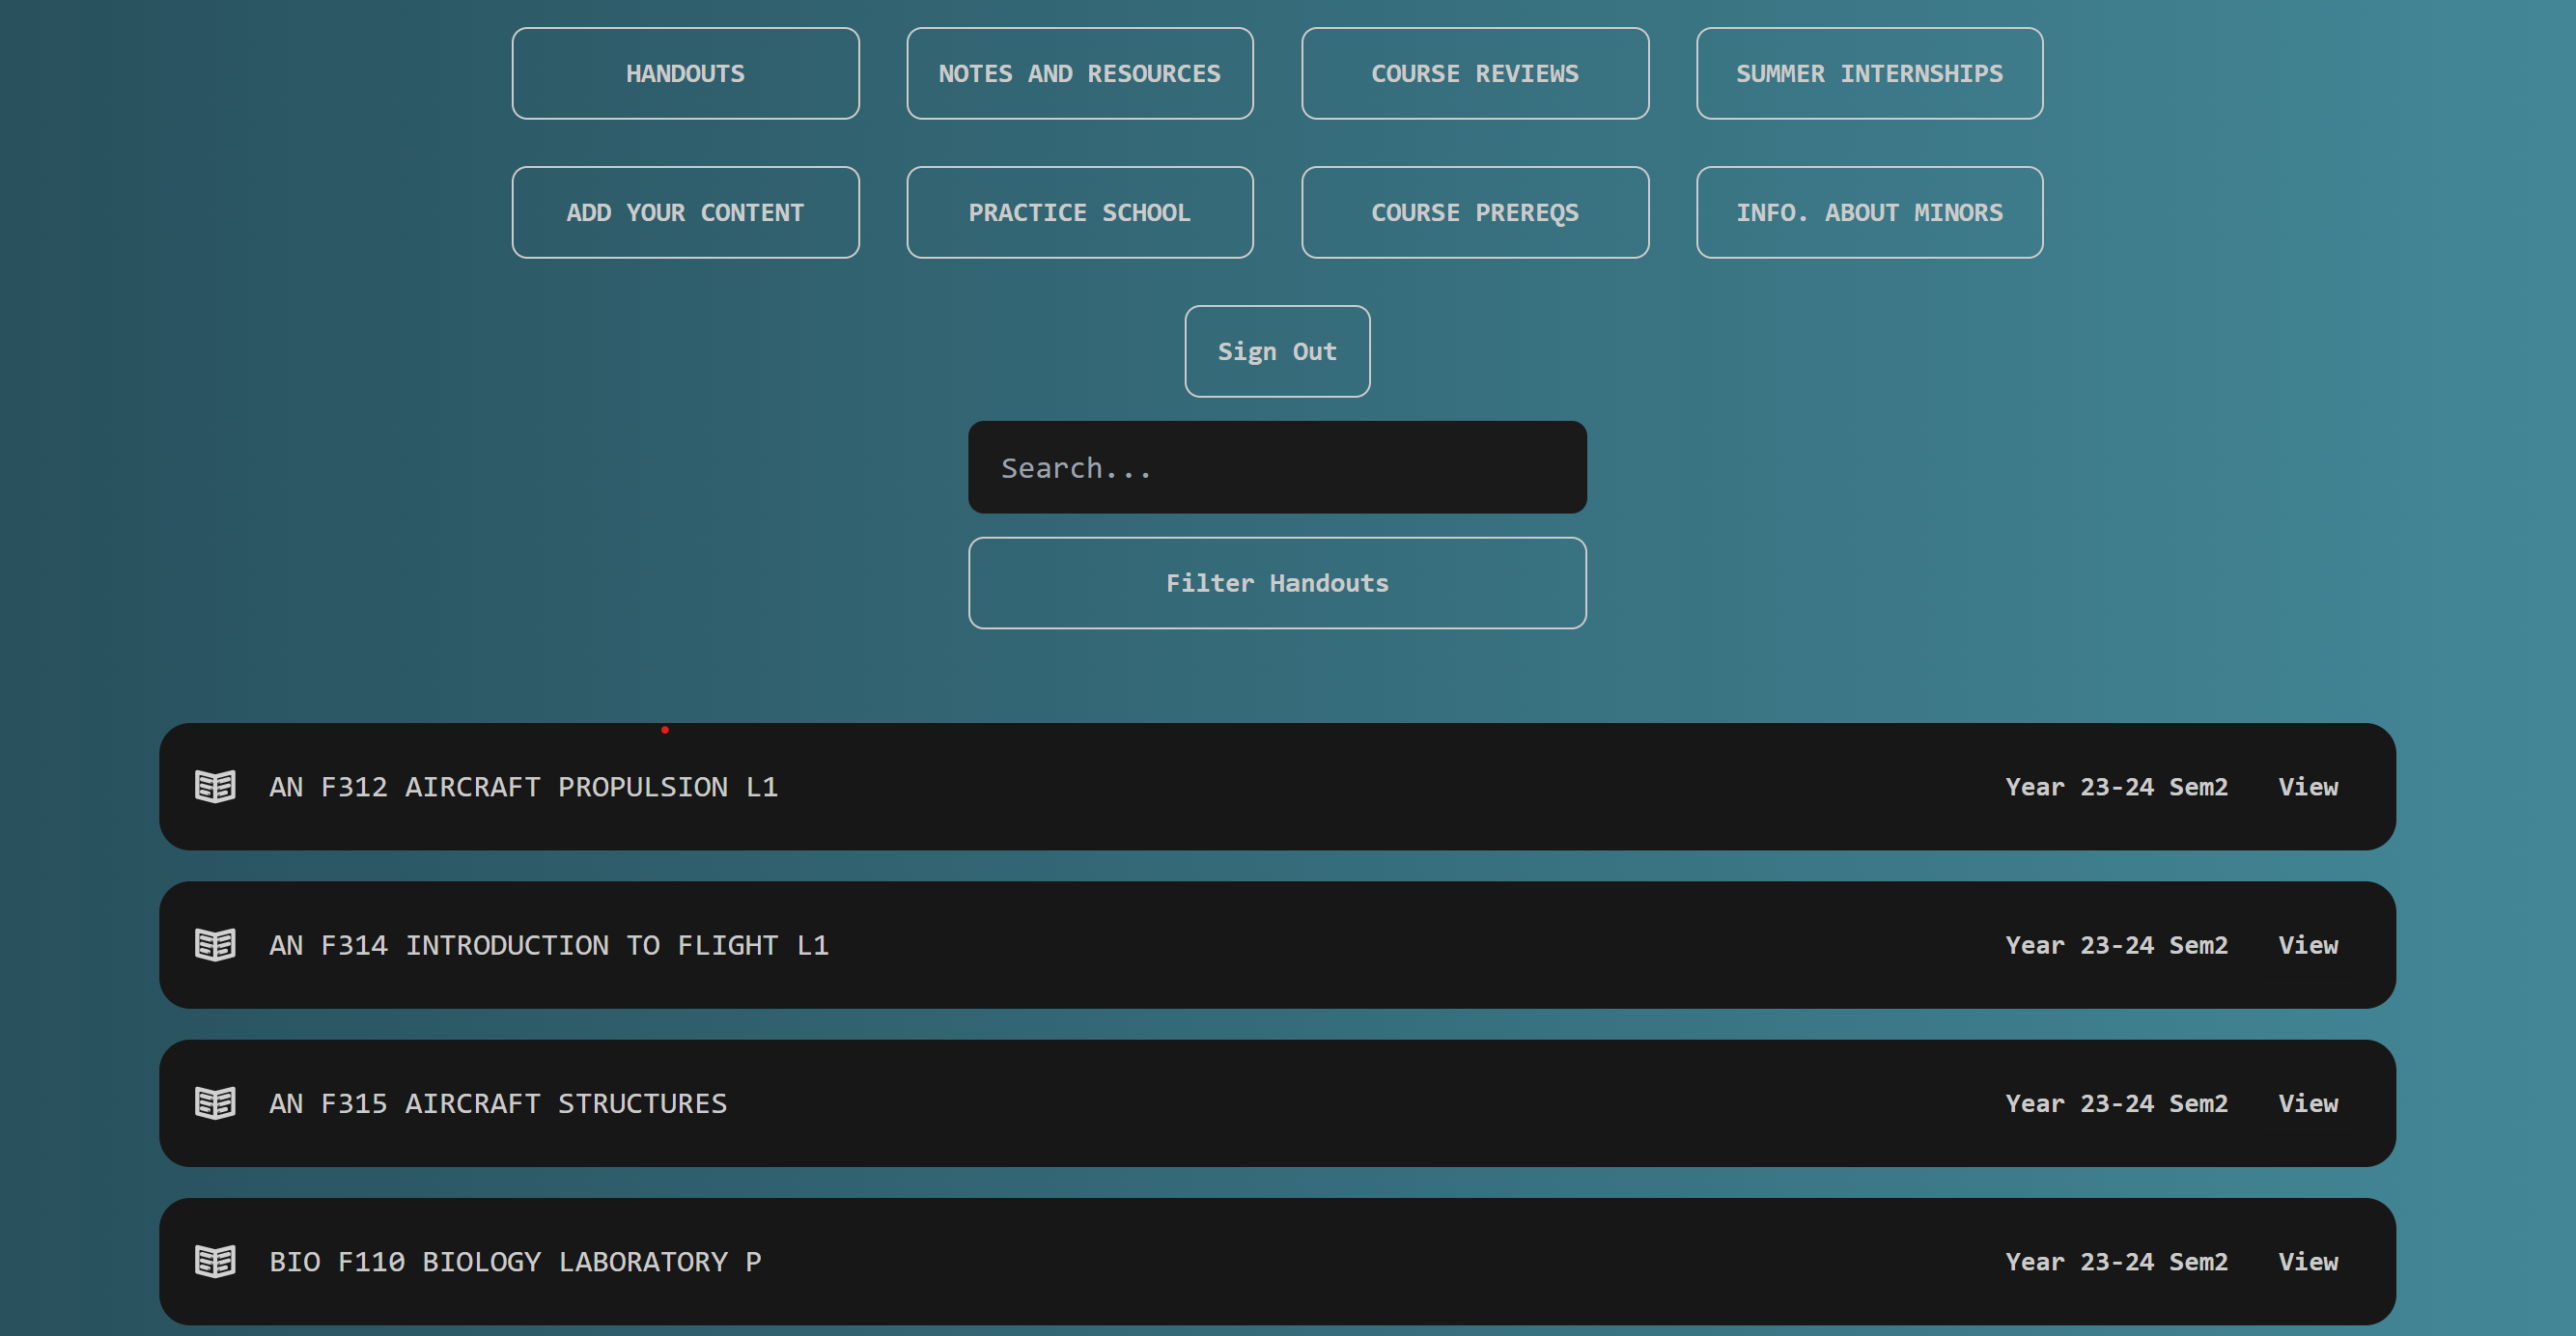 HANDOUTS NOTES AND RESOURCES COURSE REVIEWS SUMMER INTERNSHIPS
ADD YOUR CONTENT PRACTICE SCHOOL COURSE PREREQS INFO. ABOUT MINORS
Sign Out
Search...
Filter Handouts
AN F312 AIRCRAFT PROPULSION L1 Year 23-24 Sem2 View
AN F314 INTRODUCTION TO FLIGHT L1 Year 23-24 Sem2 View
AN F315 AIRCRAFT STRUCTURES Year 23-24 Sem2 View
BIO F110 BIOLOGY LABORATORY P Year 23-24 Sem2 View